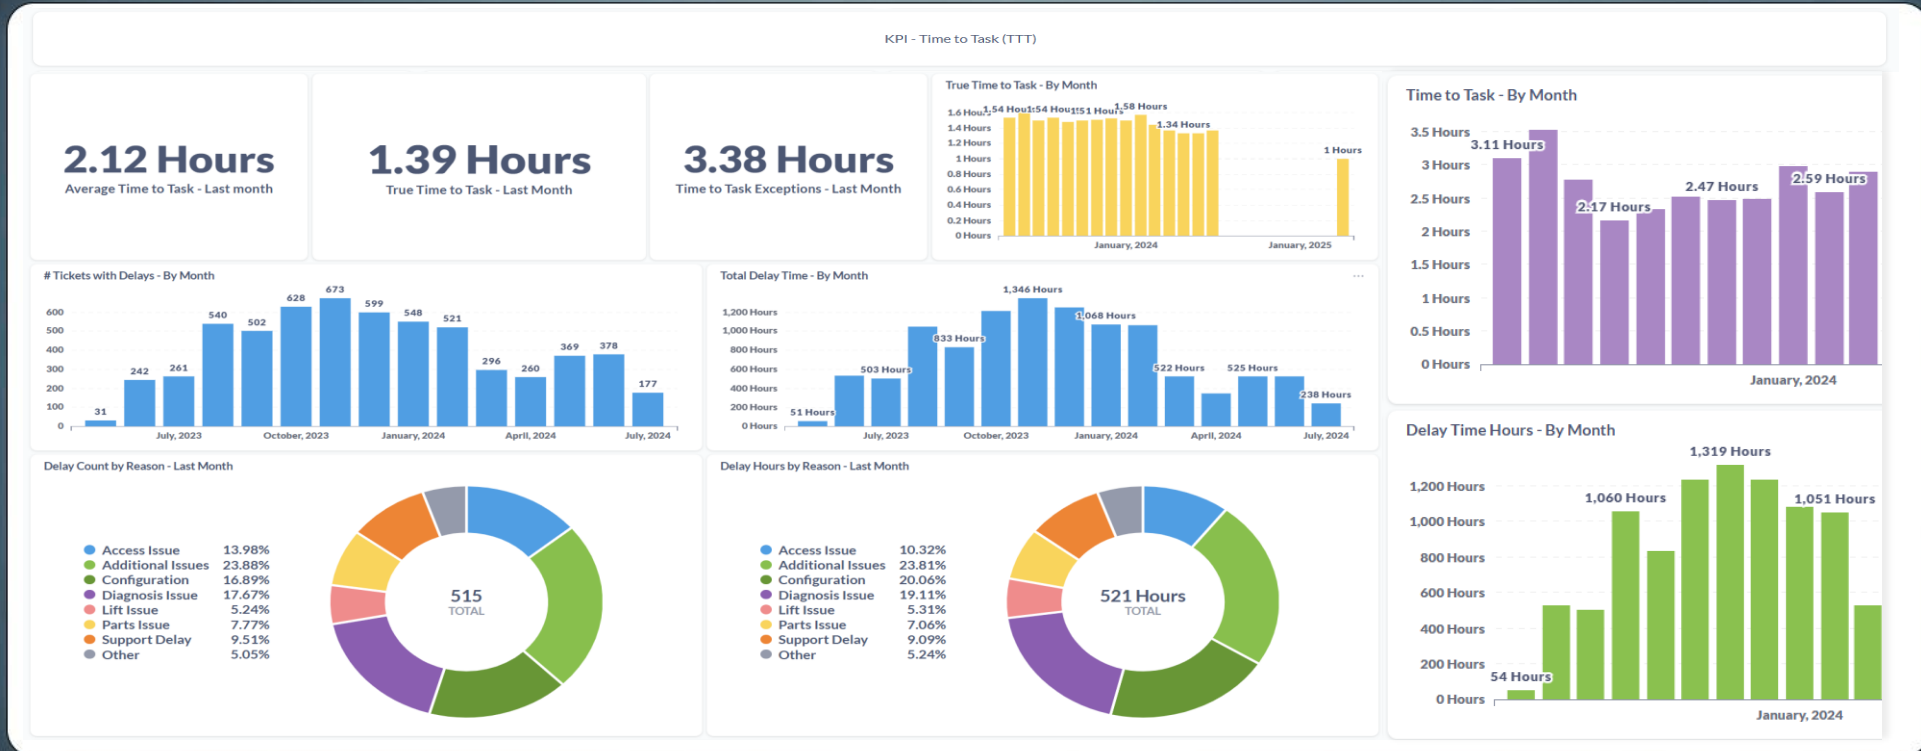 KPI - Time to Task (TTT)
2.12 Hours
Average Time to Task - Last month
1.39 Hours
True Time to Task - Last Month
3.38 Hours
Time to Task Exceptions - Last Month
True Time to Task - By Month
1.54 Hou
1.54 Hou
1.51 Hours
1.58 Hours
1.34 Hours
1 Hours
1.6 Hou
1.4 Hours
1.2 Hours
1 Hours
0.8 Hours
0.6 Hours
0.4 Hours
0.2 Hours
0 Hours
January, 2024
January, 2025
Time to Task - By Month
3.5 Hours
3 Hours
2.5 Hours
2 Hours
1.5 Hours
1 Hours
0.5 Hours
0 Hours
3.11 Hours
2.17 Hours
2.47 Hours
2.59 Hours
January, 2024
# Tickets with Delays - By Month
600
500
400
300
200
100
0
31
242
261
540
502
628
673
599
548
521
296
260
369
378
177
July, 2023
October, 2023
January, 2024
April, 2024
July, 2024
Total Delay Time - By Month
...
1,200 Hours
1,000 Hours
800 Hours
600 Hours
400 Hours
200 Hours
0 Hours
51 Hours
503 Hours
833 Hours
1,346 Hours
1,068 Hours
522 Hours
525 Hours
238 Hours
July, 2023
October, 2023
January, 2024
April, 2024
July, 2024
Delay Time Hours - By Month
1,200 Hours
1,000 Hours
800 Hours
600 Hours
400 Hours
200 Hours
0 Hours
54 Hours
1,060 Hours
1,319 Hours
1,051 Hours
January, 2024
Delay Count by Reason - Last Month
Access Issue 13.98%
Additional Issues 23.88%
Configuration 16.89%
Diagnosis Issue 17.67%
Lift Issue 5.24%
Parts Issue 7.77%
Support Delay 9.51%
Other 5.05%
515
TOTAL
Delay Hours by Reason - Last Month
Access Issue 10.32%
Additional Issues 23.81%
Configuration 20.06%
Diagnosis Issue 19.11%
Lift Issue 5.31%
Parts Issue 7.06%
Support Delay 9.09%
Other 5.24%
521 Hours
TOTAL